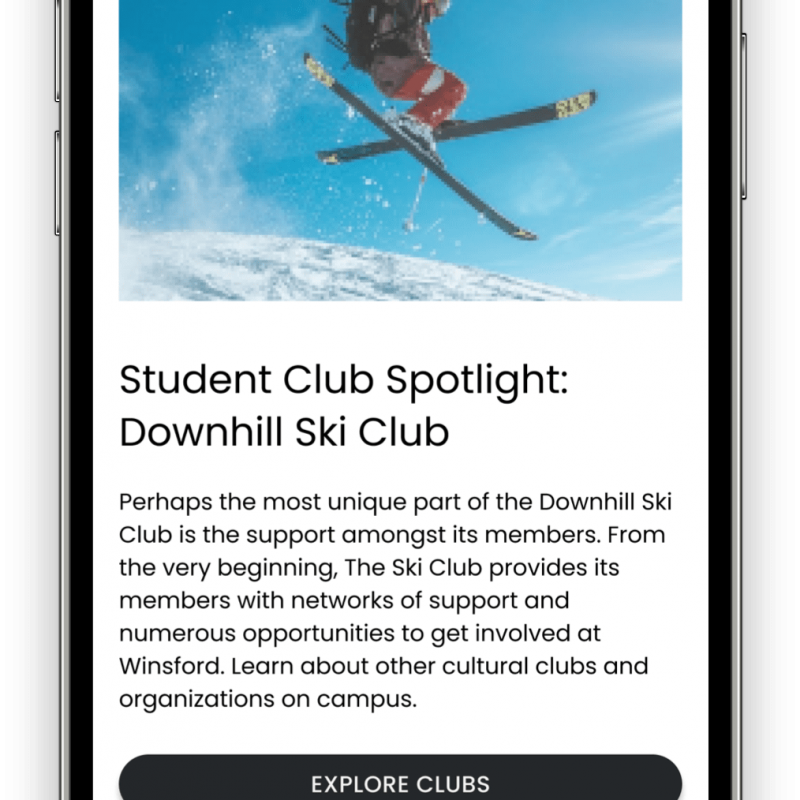 Student Club Spotlight:
Downhill Ski Club
Perhaps the most unique part of the Downhill Ski
Club is the support amongst its members. From
the very beginning, The Ski Club provides its
members with networks of support and
numerous opportunities to get involved at
Winsford. Learn about other cultural clubs and
organizations on campus.
EXPLORE CLUBS